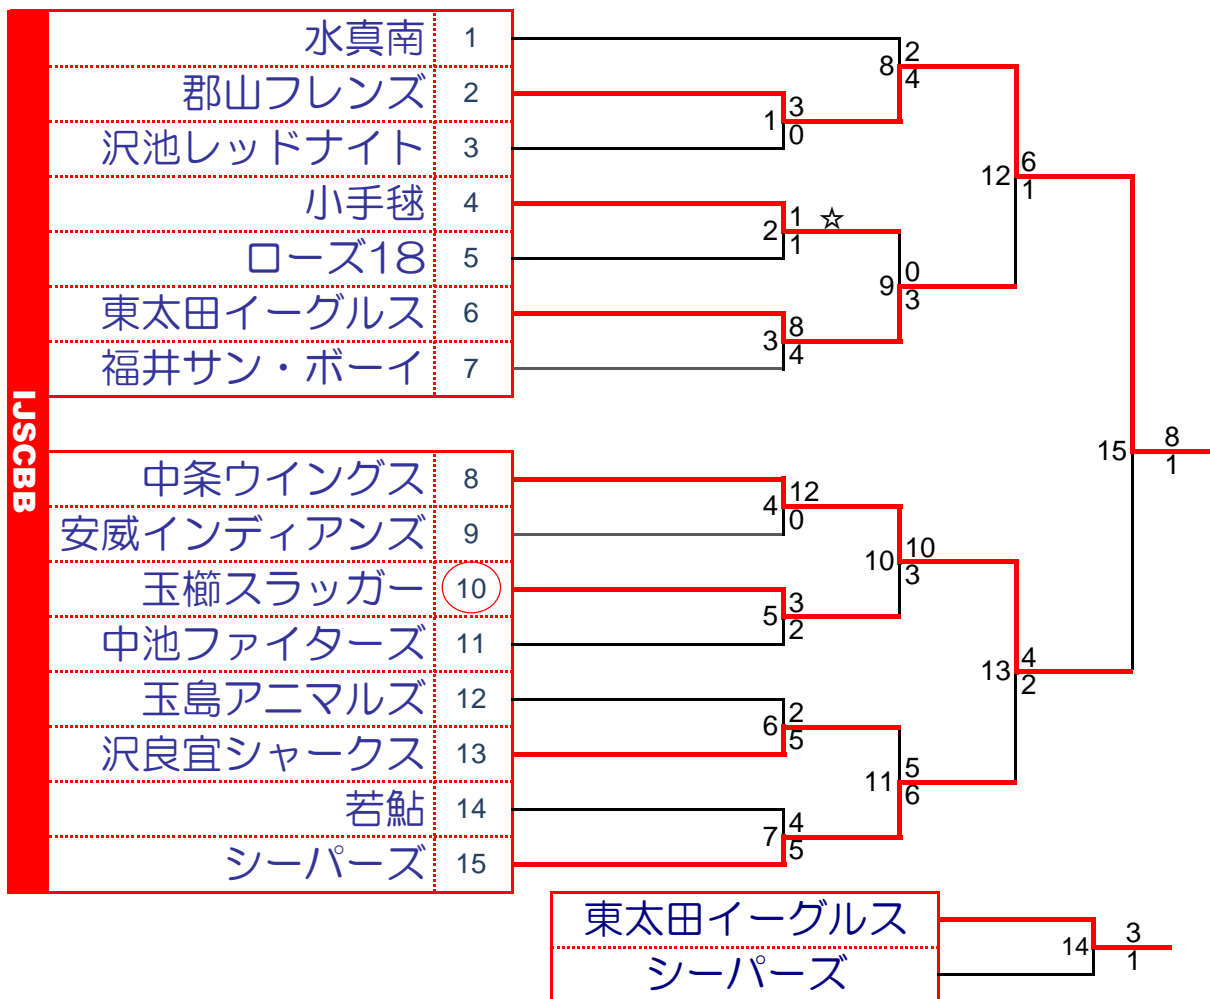 IJSCBB
水真南 1
郡山フレンズ 2
沢池レッドナイト 3
小手毬 4
ローズ18 5
東太田イーグルス 6
福井サン・ボーイ 7
中条ウイングス 8
安威インディアンズ 9
玉櫛スラッガー 10
中池ファイターズ 11
玉島アニマルズ 12
沢良宜シャークス 13
若鮎 14
シーパーズ 15
1 3 0
2 1 1 ☆
3 8 4
4 12 0
5 3 2
6 2 5
7 4 5
8 2 4
9 0 3
10 10 3
11 5 6
12 6 1
13 4 2
15 8 1
東太田イーグルス
シーパーズ
14 3 1